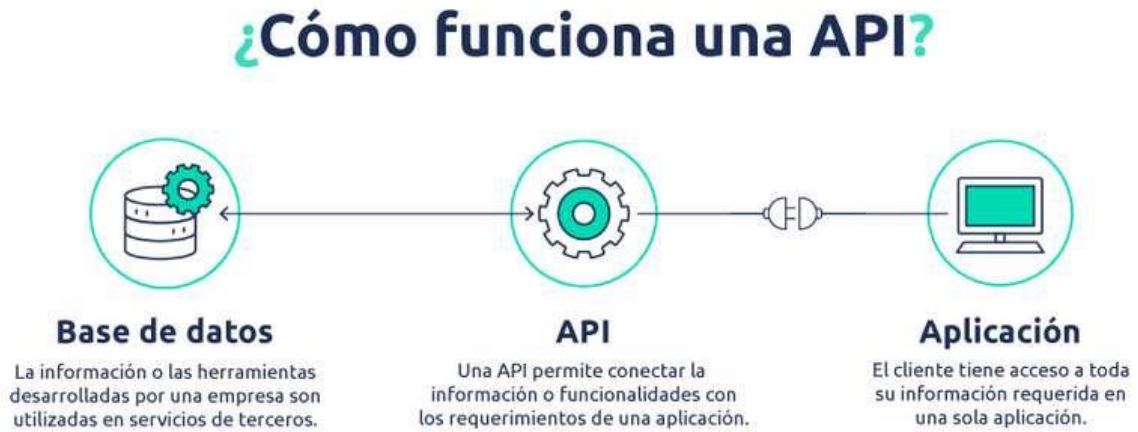 ¿Cómo funciona una API?
Base de datos
La información o las herramientas
desarrolladas por una empresa son
utilizadas en servicios de terceros.
API
Una API permite conectar la
información o funcionalidades con
los requerimientos de una aplicación.
Aplicación
El cliente tiene acceso a toda
su información requerida en
una sola aplicación.